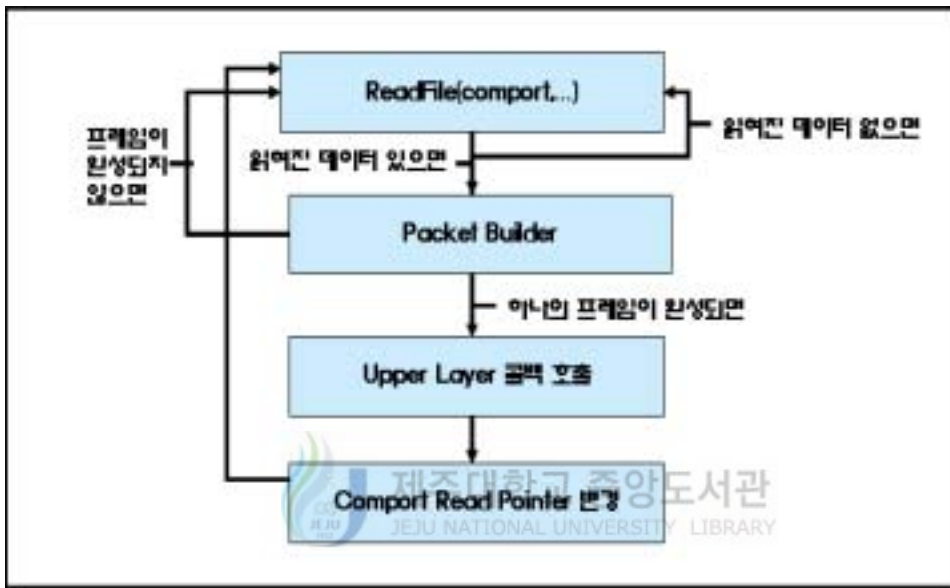 ReadFile(comport,...)
프레임이
완성되지
않으면
읽혀진 데이터 있으면
읽혀진 데이터 없으면
Packet Builder
하나의 프레임이 완성되면
Upper Layer 콜백 호출
Comport Read Pointer 변경
제주대학교 중앙도서관
JEJU NATIONAL UNIVERSITY LIBRARY
JEJU